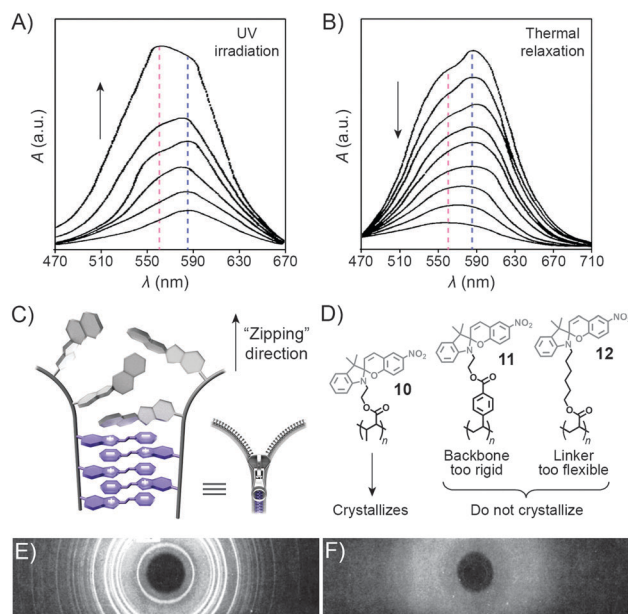 A)
UV
irradiation
A (a.u.)
470 510 550 590 630 670
λ (nm)
B)
Thermal
relaxation
A (a.u.)
470 510 550 590 630 670 710
λ (nm)
C)
"Zipping"
direction
D)
NO₂
N O
10
O
O
n
Crystallizes
NO₂
N O
11
O
O
n
Backbone
too rigid
NO
N O
12
O
O
n
Linker
too flexible
Do not crystallize
E)
F)